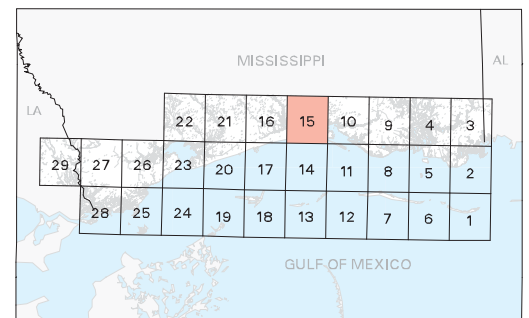 MISSISSIPPI
AL
LA
22 21 16 15 10 9 4 3
29 27 26 23 20 17 14 11 8 5 2
28 25 24 19 18 13 12 7 6 1
GULF OF MEXICO